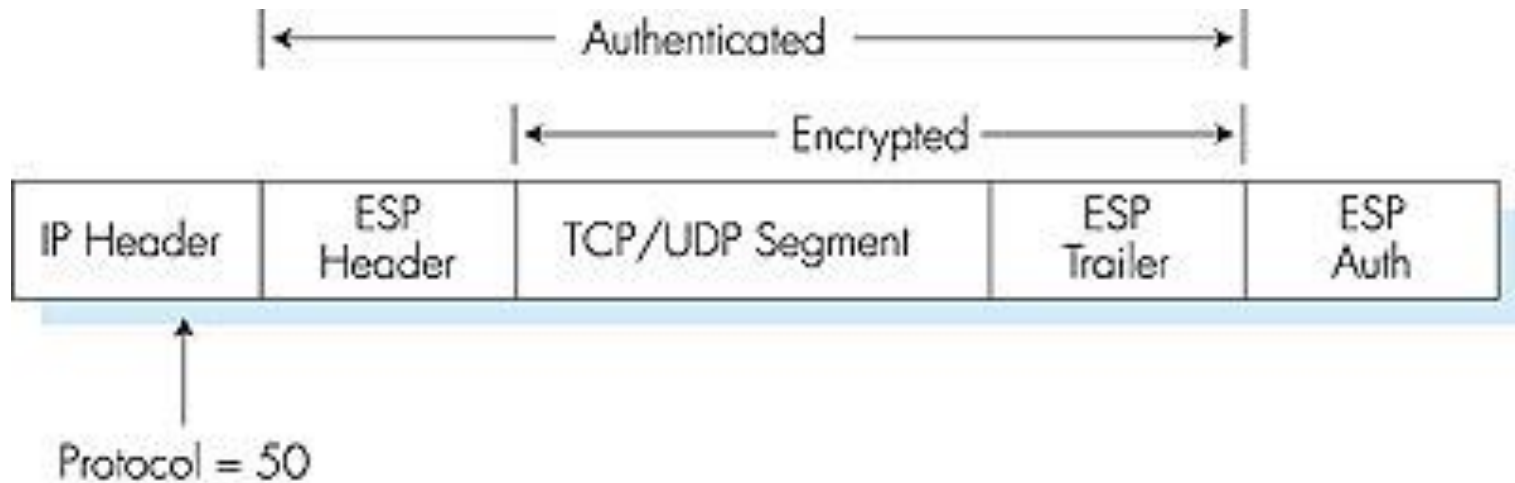 Authenticated
Encrypted
IP Header
ESP
Header
TCP/UDP Segment
ESP
Trailer
ESP
Auth
Protocol = 50